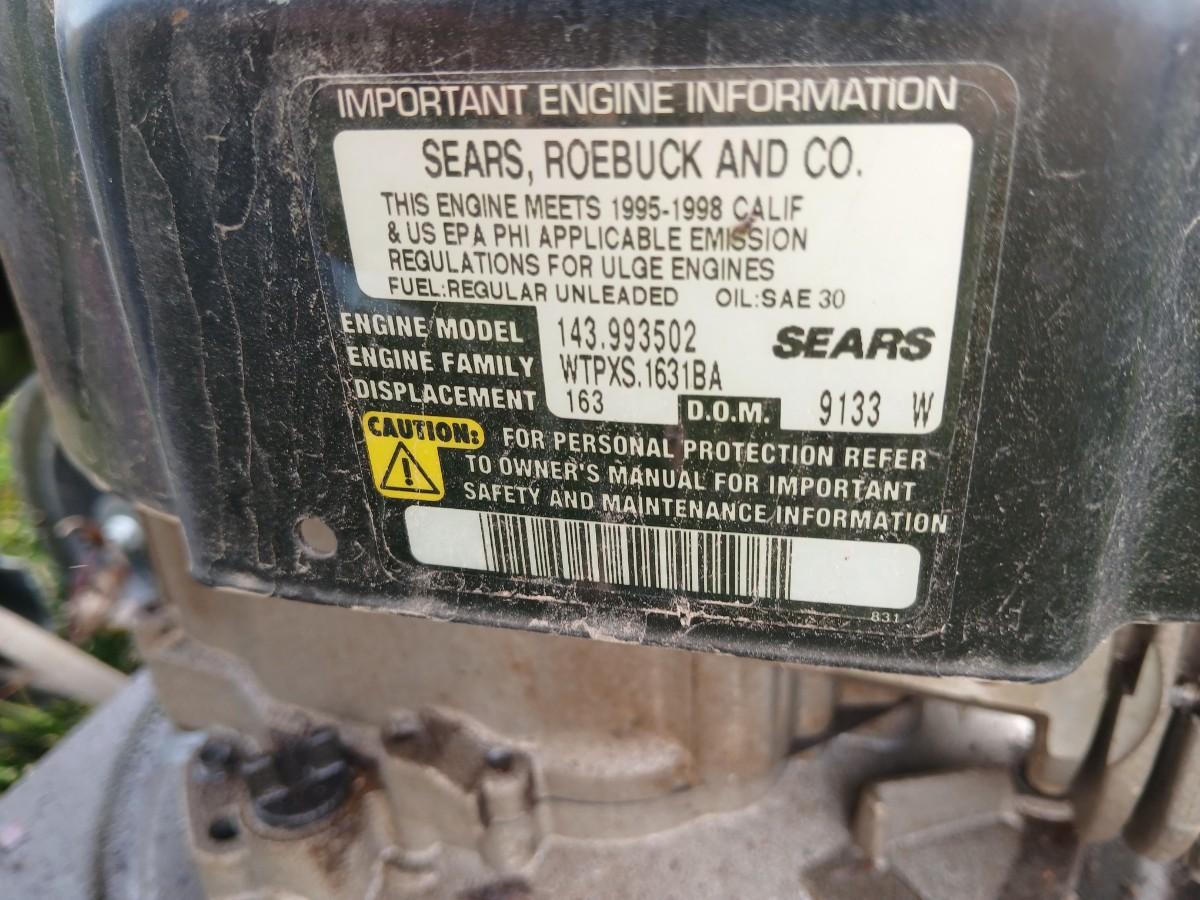 IMPORTANT ENGINE INFORMATION
SEARS, ROEBUCK AND CO.
THIS ENGINE MEETS 1995-1998 CALIF
& US EPA PHI APPLICABLE EMISSION
REGULATIONS FOR ULGE ENGINES
FUEL:REGULAR UNLEADED OIL:SAE 30
ENGINE MODEL 143.993502 SEARS
ENGINE FAMILY WTPXS.1631BA
DISPLACEMENT 163 D.O.M. 9133 W
CAUTION: FOR PERSONAL PROTECTION REFER
TO OWNER'S MANUAL FOR IMPORTANT
SAFETY AND MAINTENANCE INFORMATION
831